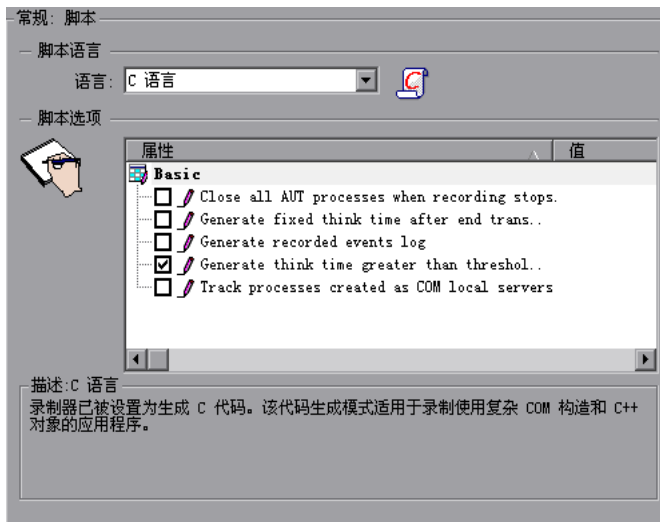 常规: 脚本
脚本语言
语言: C 语言
脚本选项
属性 值
Basic
Close all AUT processes when recording stops.
Generate fixed think time after end trans..
Generate recorded events log
Generate think time greater than threshol..
Track processes created as COM local servers
描述:C 语言
录制器已被设置为生成 C 代码。该代码生成模式适用于录制使用复杂 COM 构造和 C++
对象的应用程序。